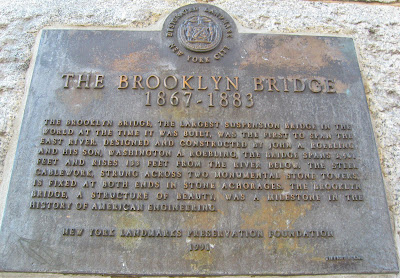 NEW YORK CITY
THE BROOKLYN BRIDGE
1867-1883
THE BROOKLYN BRIDGE, THE LARGEST SUSPENSION BRIDGE IN THE
WORLD AT THE TIME IT WAS BUILT, WAS THE FIRST TO SPAN THE
EAST RIVER. DESIGNED AND CONSTRUCTED BY JOHN A. ROEBLING
AND HIS SON, WASHINGTON A. ROEBLING, THE BRIDGE SPANS
FEET AND RISES 133 FEET FROM THE RIVER BELOW. THE STEEL
CABLEWORK, STRUNG ACROSS TWO MONUMENTAL STONE TOWERS,
IS FIXED AT BOTH ENDS IN STONE ACHORAGES. THE BROOKLYN
BRIDGE, A STRUCTURE OF BEAUTY, WAS A MILESTONE IN THE
HISTORY OF AMERICAN ENGINEERING.
NEW YORK LANDMARKS PRESERVATION FOUNDATION